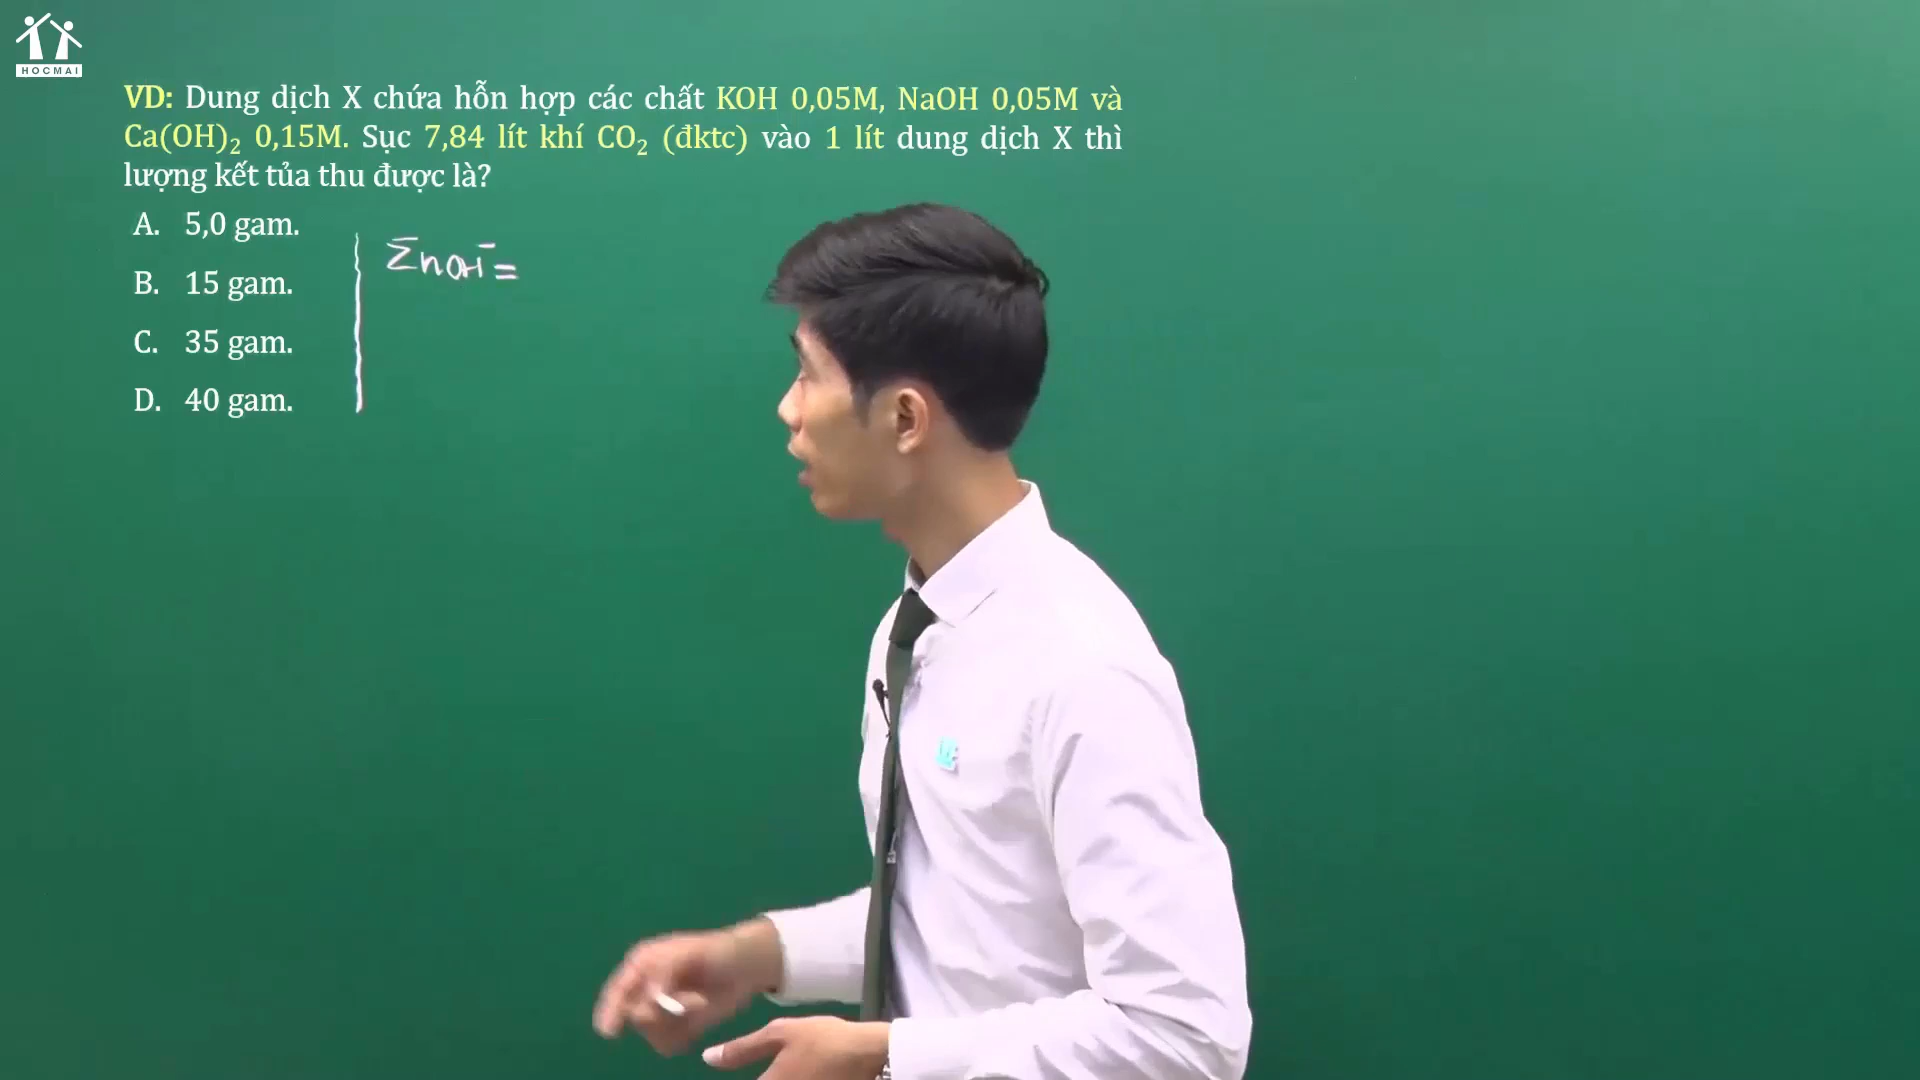 HOCMAI
VD: Dung dịch X chứa hỗn hợp các chất KOH 0,05M, NaOH 0,05M và
Ca(OH)₂ 0,15M. Sục 7,84 lít khí CO₂ (đktc) vào 1 lít dung dịch X thì
lượng kết tủa thu được là?
A. 5,0 gam.
B. 15 gam.
C. 35 gam.
D. 40 gam.
Σn OH⁻ =